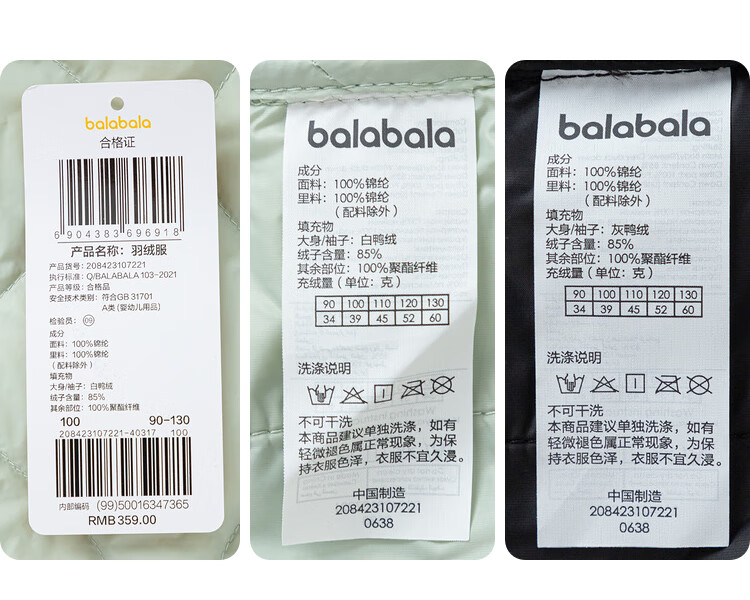 balabala
合格证
6 904383 696918
产品名称：羽绒服
产品货号：208423107221
执行标准：Q/BALABALA 103-2021
产品等级：合格品
安全技术类别：符合GB 31701
A类（婴幼儿用品）
检验员：09
成分
面料：100%锦纶
里料：100%锦纶
（配料除外）
填充物
大身/袖子：白鸭绒
绒子含量：85%
其余部位：100%聚酯纤维
100 90-130
208423107221-40317 100
内部编码 (99)50016347365
RMB359.00
balabala
成分
面料：100%锦纶
里料：100%锦纶
（配料除外）
填充物
大身/袖子：白鸭绒
绒子含量：85%
其余部位：100%聚酯纤维
充绒量（单位：克）
90 100 110 120 130
34 39 45 52 60
洗涤说明
不可干洗
本商品建议单独洗涤，如有
轻微褪色属正常现象，为保
持衣服色泽，衣服不宜久浸。
中国制造
208423107221
0638
balabala
成分
面料：100%锦纶
里料：100%锦纶
（配料除外）
填充物
大身/袖子：灰鸭绒
绒子含量：85%
其余部位：100%聚酯纤维
充绒量（单位：克）
90 100 110 120 130
34 39 45 52 60
洗涤说明
不可干洗
本商品建议单独洗涤，如有
轻微褪色属正常现象，为保
持衣服色泽，衣服不宜久浸。
中国制造
208423107221
0638